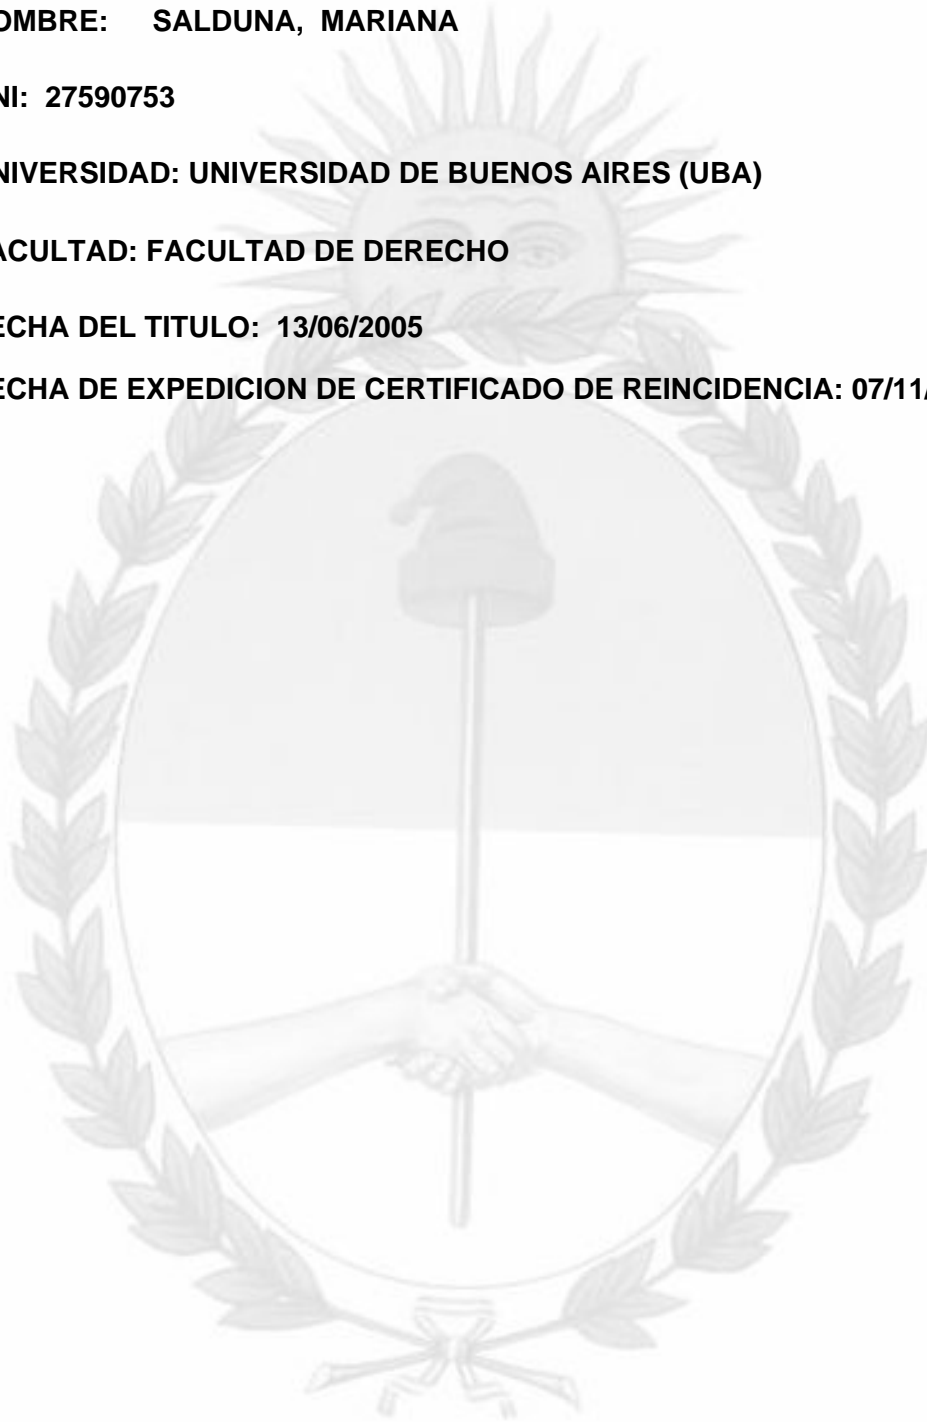 OMBRE: SALDUNA, MARIANA
NI: 27590753
NIVERSIDAD: UNIVERSIDAD DE BUENOS AIRES (UBA)
ACULTAD: FACULTAD DE DERECHO
ECHA DEL TITULO: 13/06/2005
ECHA DE EXPEDICION DE CERTIFICADO DE REINCIDENCIA: 07/11/